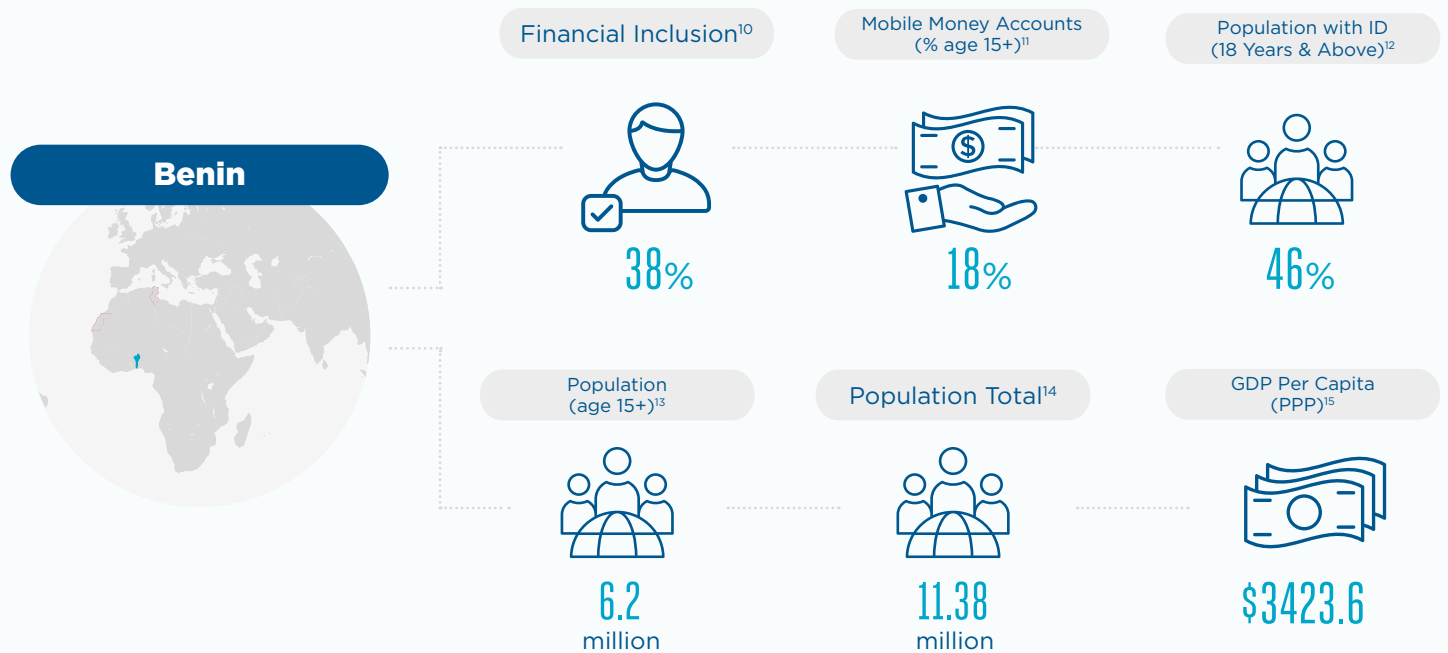 Benin
Financial Inclusion¹⁰
38%
Mobile Money Accounts
(% age 15+)¹¹
$
18%
Population with ID
(18 Years & Above)¹²
46%
Population
(age 15+)¹³
6.2
million
Population Total¹⁴
11.38
million
GDP Per Capita
(PPP)¹⁵
$3423.6